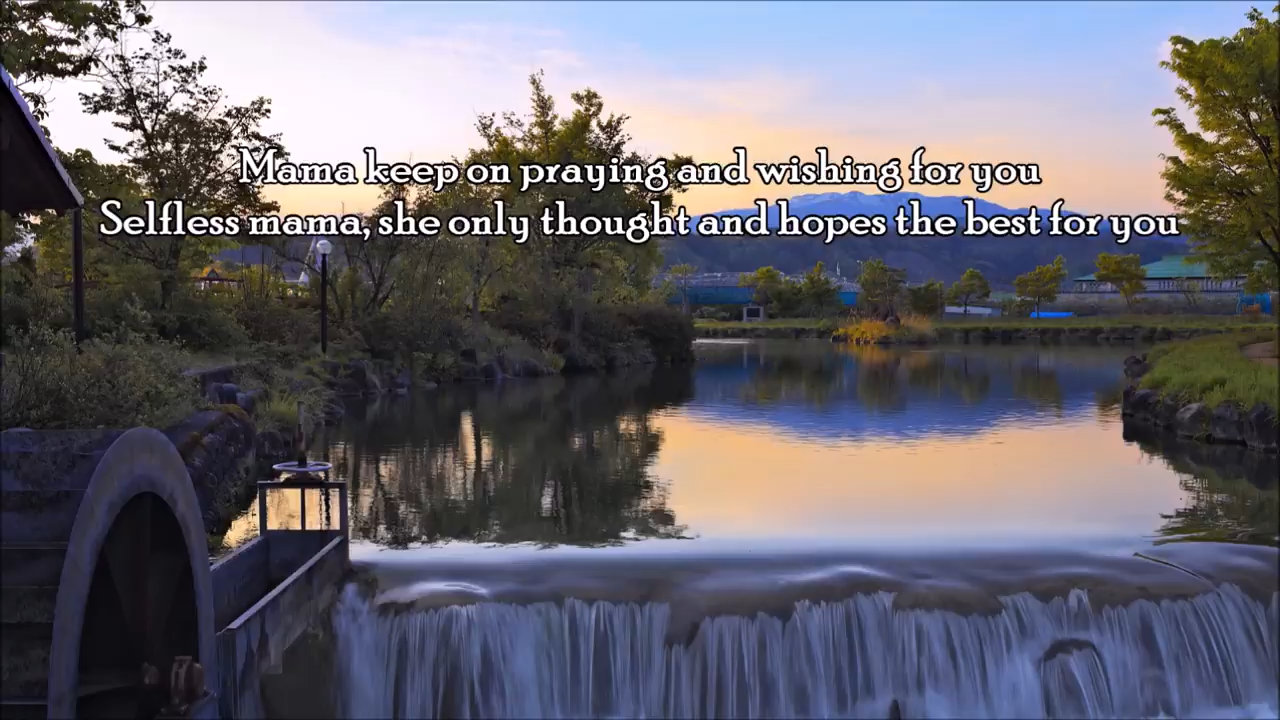 Mama keep on praying and wishing for you
Selfless mama, she only thought and hopes the best for you